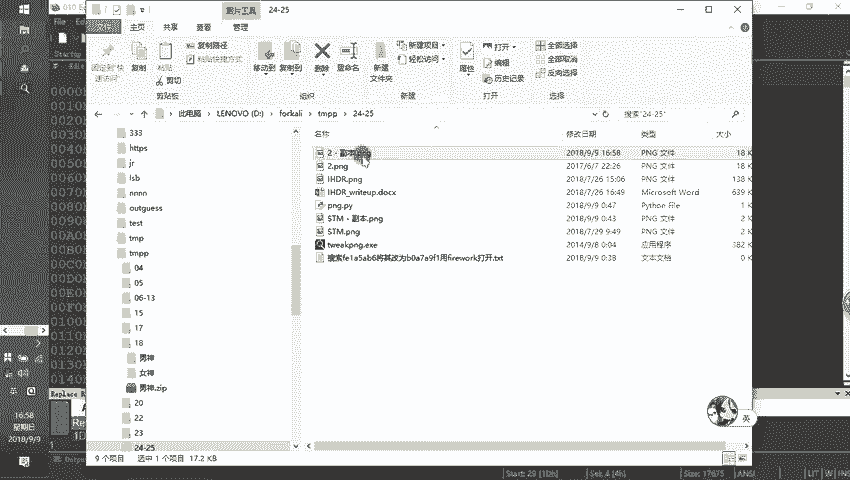 图片工具 24-25
文件 主页 共享 查看 管理
复制 粘贴 复制路径 粘贴快捷方式 剪切
移动到 复制到 删除 重命名 新建文件夹
新建项目 轻松访问 属性 打开 编辑 历史记录
全部选择 全部取消 反向选择
剪贴板 组织 新建 打开 选择
此电脑 LENOVO (D:) forkali tmpp 24-25
搜索"24-25"
名称 修改日期 类型 大小
333
https
jr
lsb
nnnn
outguess
test
tmp
tmpp
04
05
06-13
15
17
18
男神
女神
男神.zip
20
22
23
24-25
2 - 副本.png 2018/9/9 16:58 PNG 文件 18 K
2.png 2017/6/7 22:26 PNG 文件 18 K
IHDR.png 2018/7/26 15:06 PNG 文件 138 K
IHDR_writeup.docx 2018/7/26 16:49 Microsoft Word 639 K
png.py 2018/9/9 0:47 Python File 1 K
STM - 副本.png 2018/9/9 0:43 PNG 文件 2 K
STM.png 2018/7/29 9:49 PNG 文件 2 K
tweakpng.exe 2014/9/8 0:04 应用程序 382 K
搜索fe1a5ab6将其改为b0a7a9f1用firework打开.txt 2018/9/9 0:38 文本文档 0 K
9 个项目 选中 1 个项目 17.2 KB
英
16:58
星期日
2018/9/9
Start: 29 [1Dh] Sel: 4 [4h] Size: 17675 ANSI LIT W INS